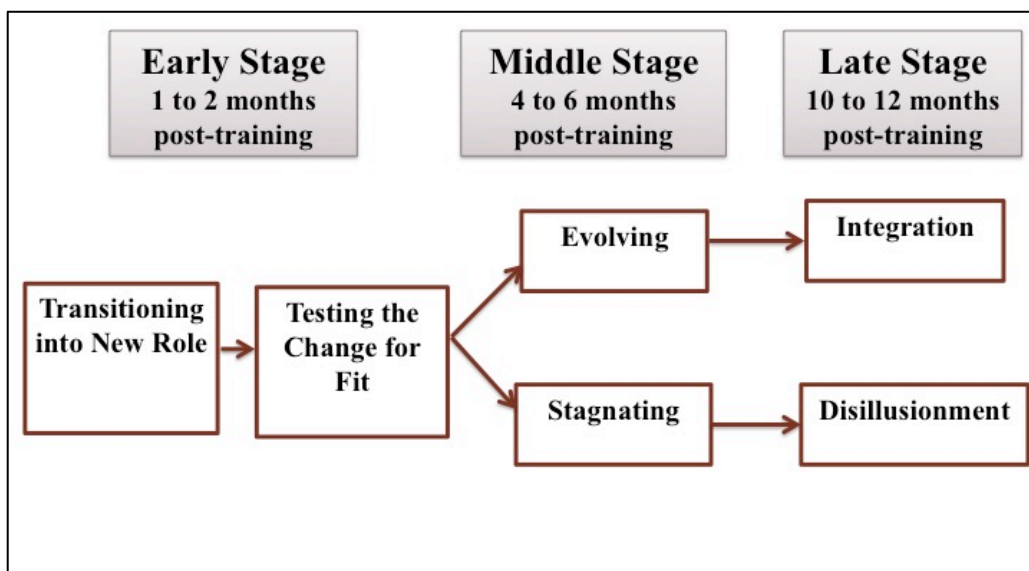 Early Stage
1 to 2 months
post-training
Middle Stage
4 to 6 months
post-training
Late Stage
10 to 12 months
post-training
Transitioning
into New Role
Testing the
Change for
Fit
Evolving
Integration
Stagnating
Disillusionment